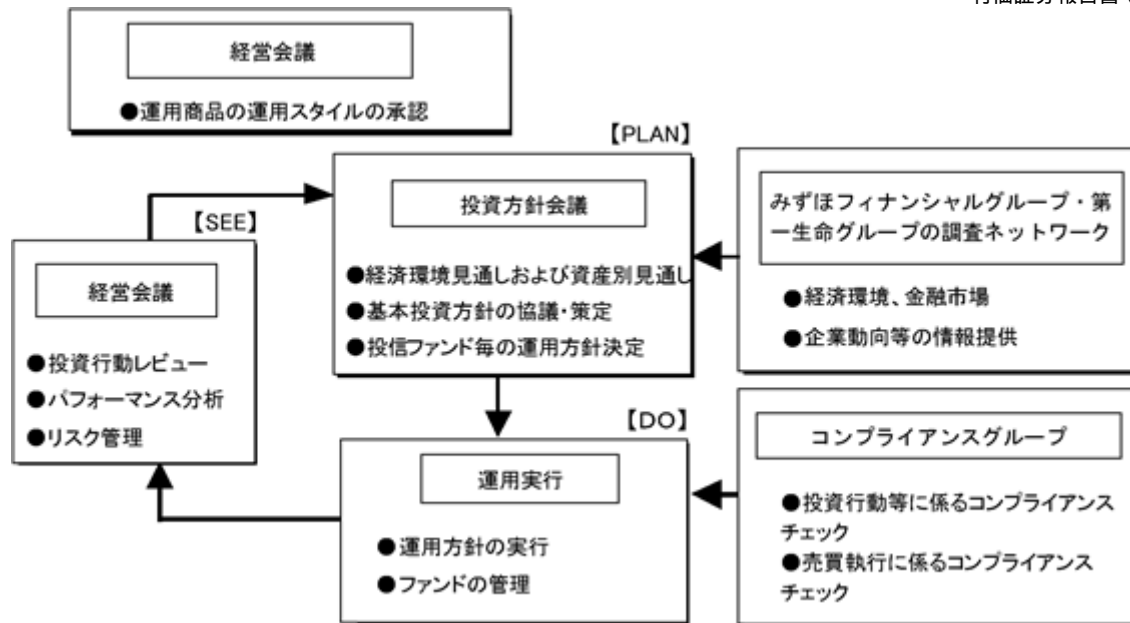 経営会議
●運用商品の運用スタイルの承認
【PLAN】
投資方針会議
●経済環境見通しおよび資産別見通し
●基本投資方針の協議・策定
●投信ファンド毎の運用方針決定
みずほフィナンシャルグループ・第
一生命グループの調査ネットワーク
●経済環境、金融市場
●企業動向等の情報提供
【SEE】
経営会議
●投資行動レビュー
●パフォーマンス分析
●リスク管理
【DO】
運用実行
●運用方針の実行
●ファンドの管理
コンプライアンスグループ
●投資行動等に係るコンプライアンス
チェック
●売買執行に係るコンプライアンス
チェック